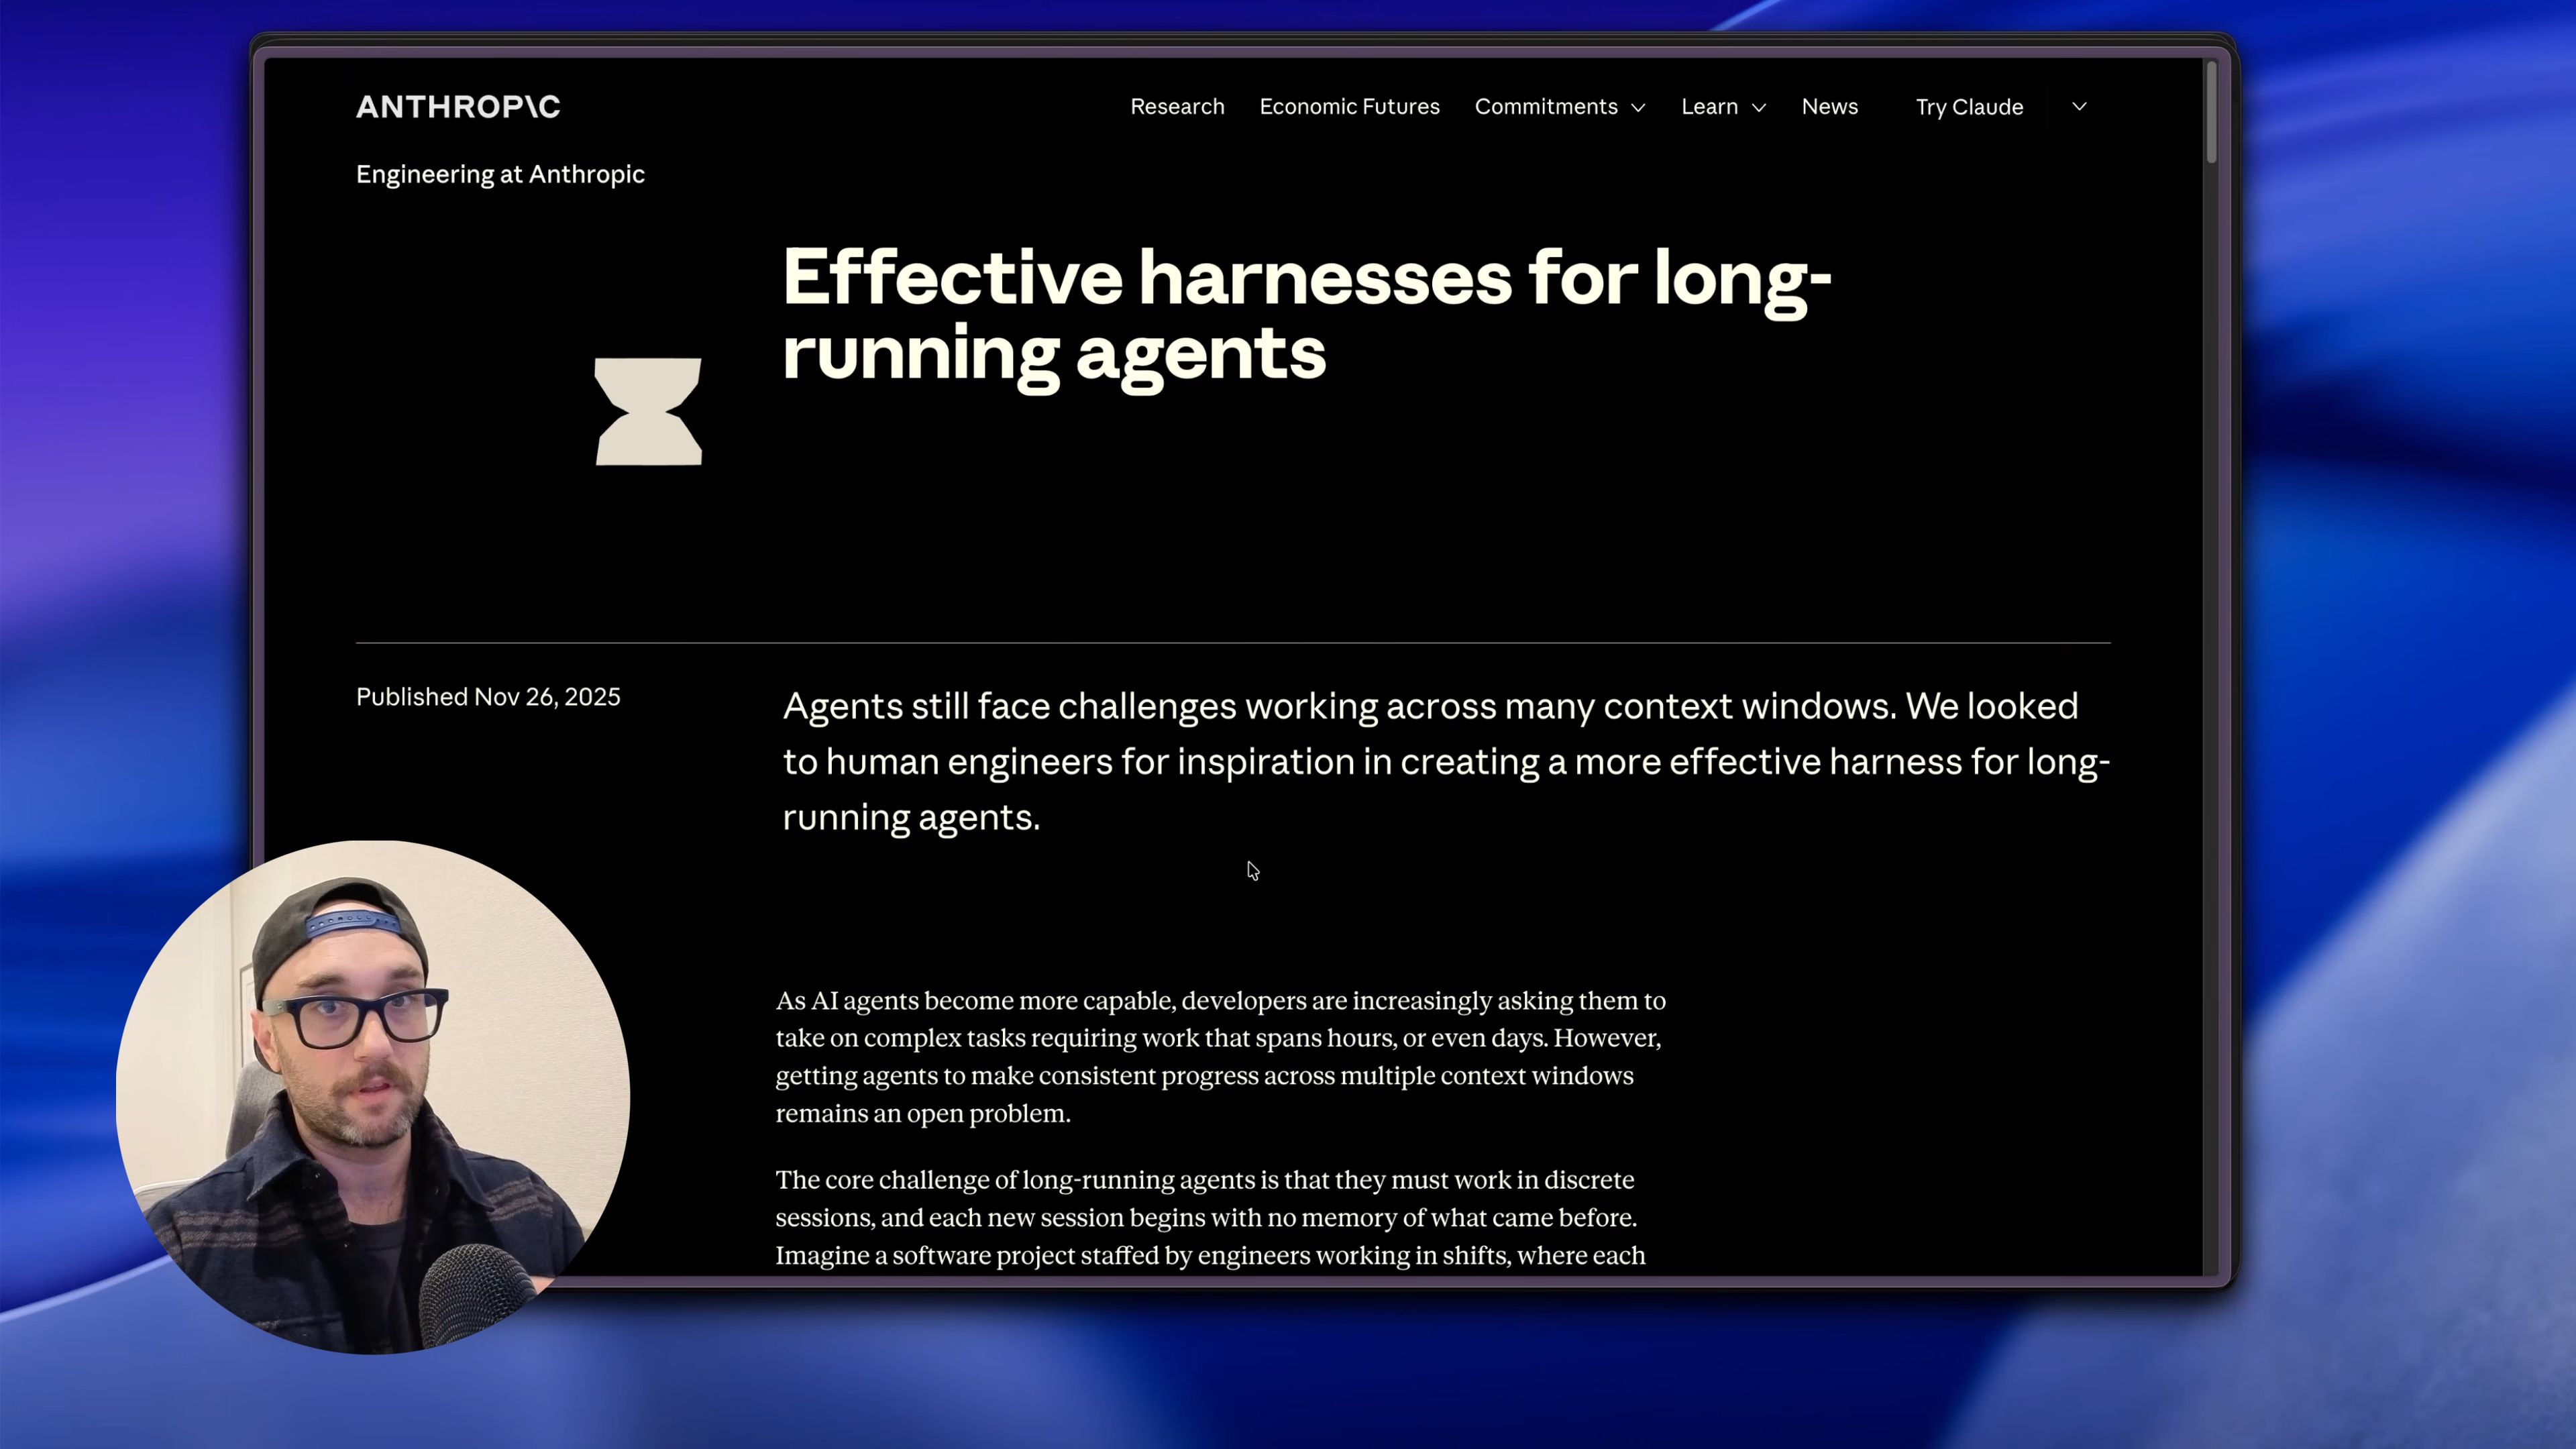 ANTHROP\C
Research
Economic Futures
Commitments
Learn
News
Try Claude
Engineering at Anthropic
Effective harnesses for long-
running agents
Published Nov 26, 2025
Agents still face challenges working across many context windows. We looked
to human engineers for inspiration in creating a more effective harness for long-
running agents.
As AI agents become more capable, developers are increasingly asking them to
take on complex tasks requiring work that spans hours, or even days. However,
getting agents to make consistent progress across multiple context windows
remains an open problem.
The core challenge of long-running agents is that they must work in discrete
sessions, and each new session begins with no memory of what came before.
Imagine a software project staffed by engineers working in shifts, where each